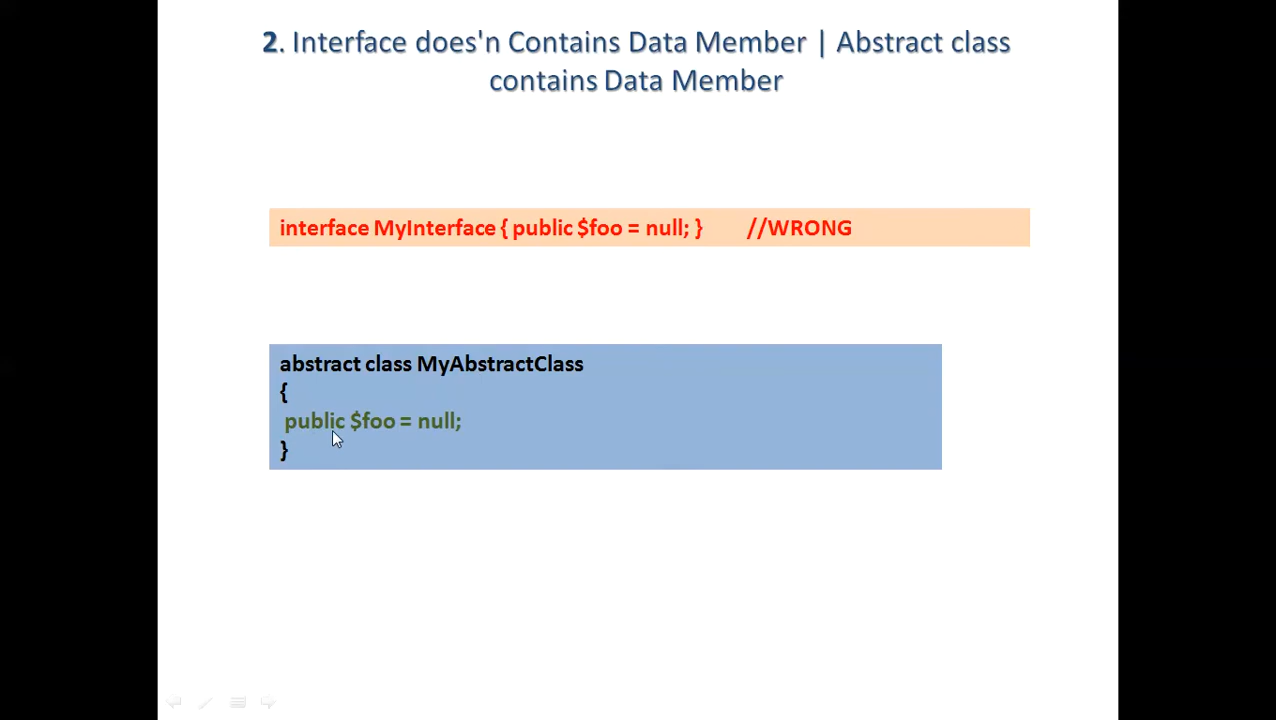 2. Interface does'n Contains Data Member | Abstract class
contains Data Member
interface MyInterface { public $foo = null; } //WRONG
abstract class MyAbstractClass
{
public $foo = null;
}